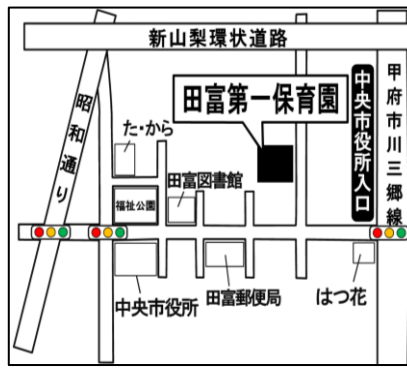 新山梨環状道路
昭和通り
た・から
田富第一保育園
中央市役所入口
甲府市川三郷線
田富図書館
福祉公園
中央市役所
田富郵便局
はつ花